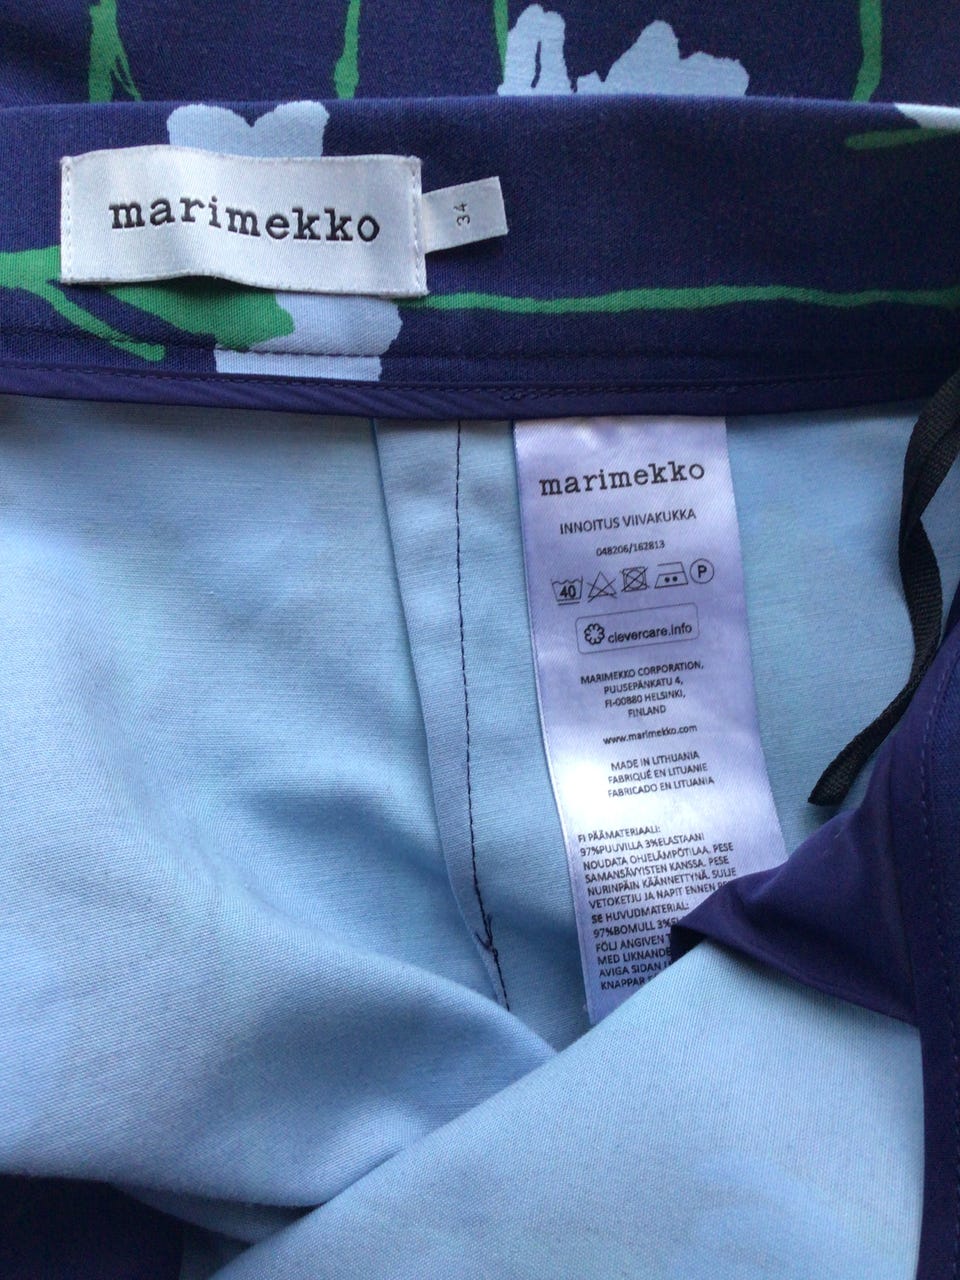 marimekko
34
marimekko
INNOITUS VIIVAKUKKA
048206/162813
40 P
clevercare.info
MARIMEKKO CORPORATION,
PUUSEPÄNKATU 4,
FI-00880 HELSINKI,
FINLAND
www.marimekko.com
MADE IN LITHUANIA
FABRIQUÉ EN LITUANIE
FABRICADO EN LITUANIA
FI PÄÄMATERIAALI:
97%PUUVILLA 3%ELASTAANI
NOUDATA OHJELÄMPÖTILAA. PESE
SAMANSÄVYISTEN KANSSA. PESE
NURINPÄIN KÄÄNNETTYNÄ. SULJE
VETOKETJU JA NAPIT ENNEN
SE HUVUDMATERIAL:
97%BOMULL
FÖLJ ANGIVEN
MED LIKNANDE
AVIGA SIDAN
KNAPPAR